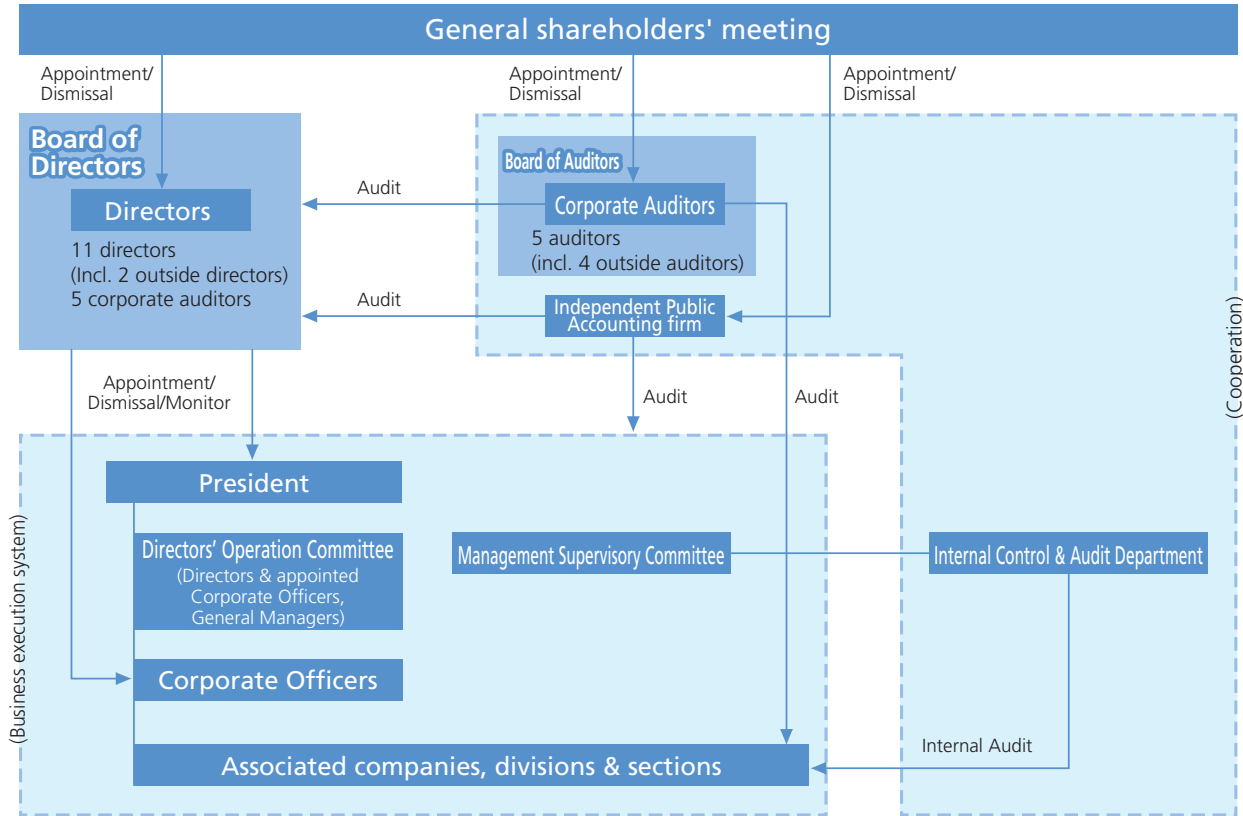 General shareholders' meeting
Appointment/
Dismissal
Appointment/
Dismissal
Appointment/
Dismissal
Board of
Directors
Directors
11 directors
(Incl. 2 outside directors)
5 corporate auditors
Audit
Board of Auditors
Corporate Auditors
5 auditors
(incl. 4 outside auditors)
Audit
Independent Public
Accounting firm
(Cooperation)
Appointment/
Dismissal/Monitor
Audit
Audit
(Business execution system)
President
Directors’ Operation Committee
(Directors & appointed
Corporate Officers,
General Managers)
Management Supervisory Committee
Internal Control & Audit Department
Corporate Officers
Internal Audit
Associated companies, divisions & sections